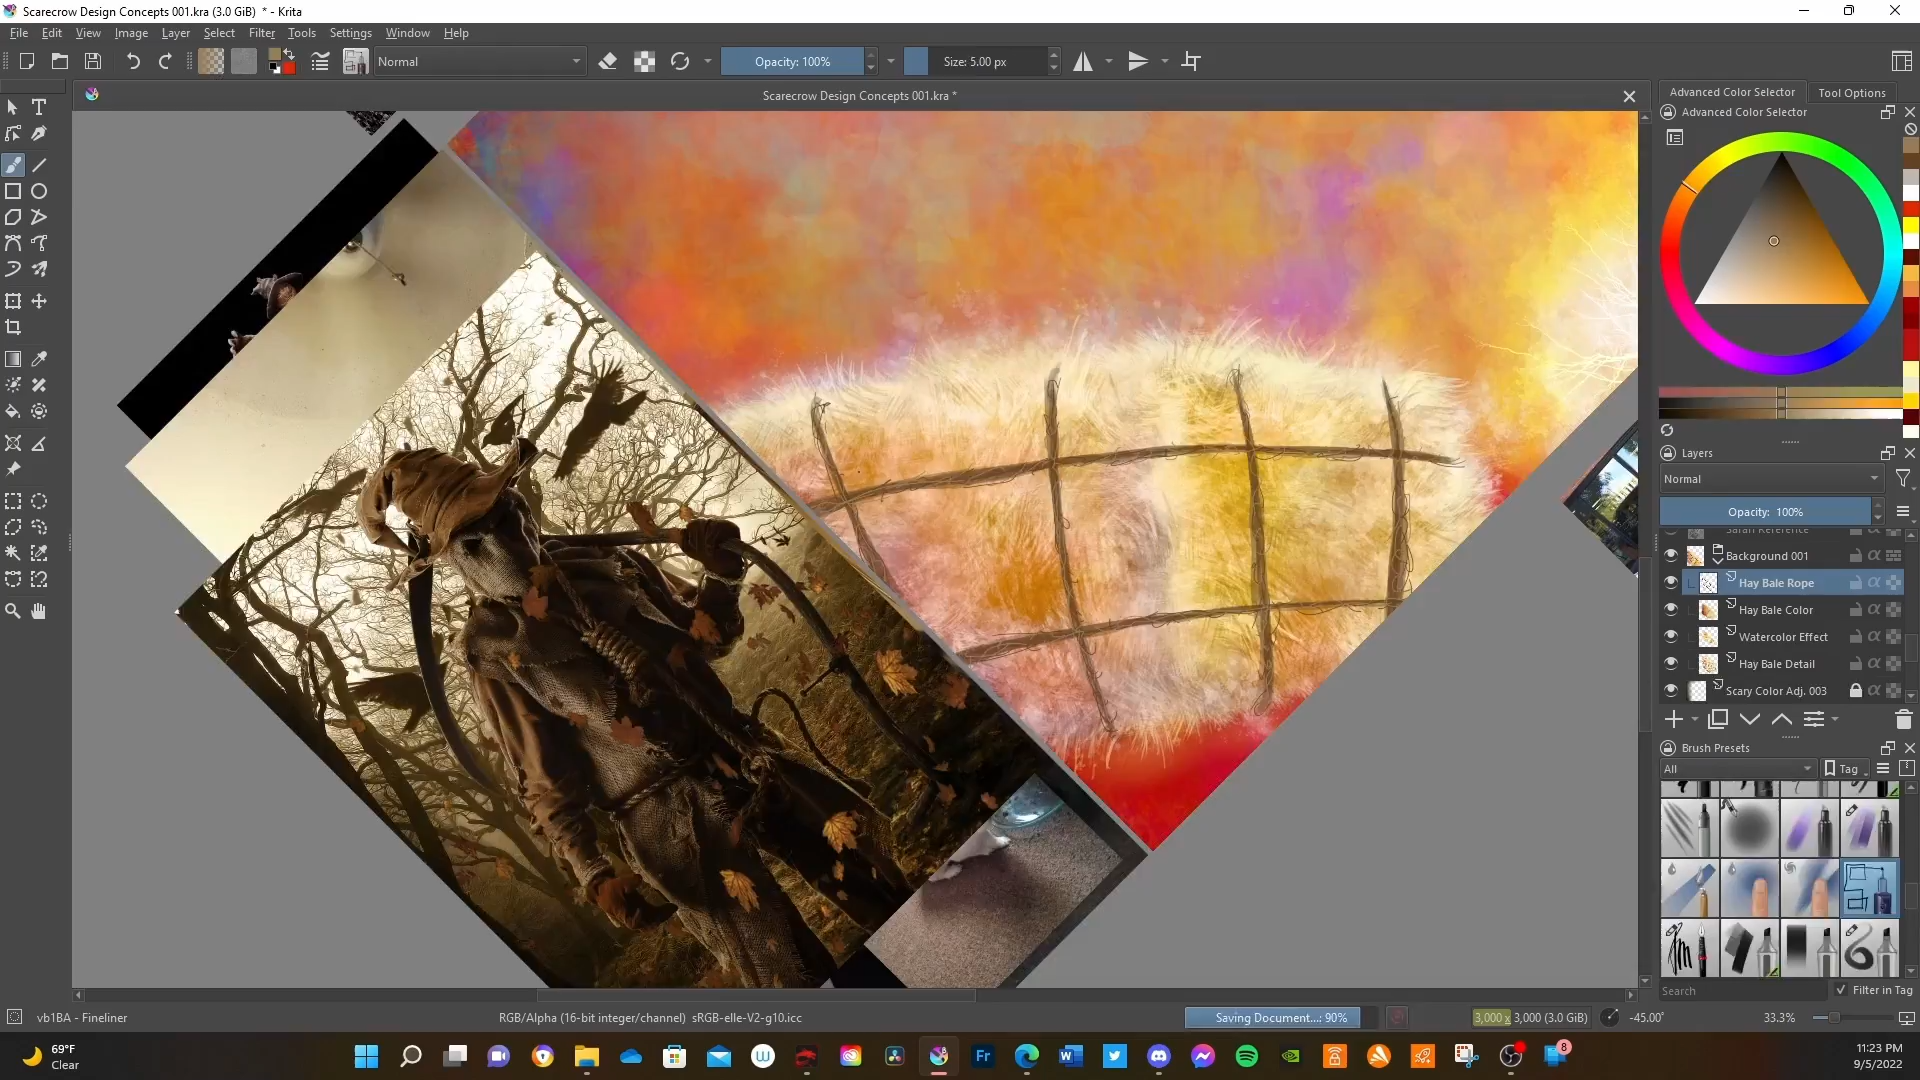 Scarecrow Design Concepts 001.kra (3.0 GiB) * - Krita
File Edit View Image Layer Select Filter Tools Settings Window Help
Normal
Opacity: 100%
Size: 5.00 px
Scarecrow Design Concepts 001.kra *
Advanced Color Selector
Tool Options
Advanced Color Selector
Layers
Normal
Opacity: 100%
Background 001
Hay Bale Rope
Hay Bale Color
Watercolor Effect
Hay Bale Detail
Scary Color Adj. 003
Brush Presets
All
Tag
Search
Filter in Tag
vb1BA - Fineliner
RGB/Alpha (16-bit integer/channel) sRGB-elle-V2-g10.icc
Saving Document...: 90%
3,000 x 3,000 (3.0 GiB)
-45.00°
33.3%
69°F
Clear
Fr
8
11:23 PM
9/5/2022